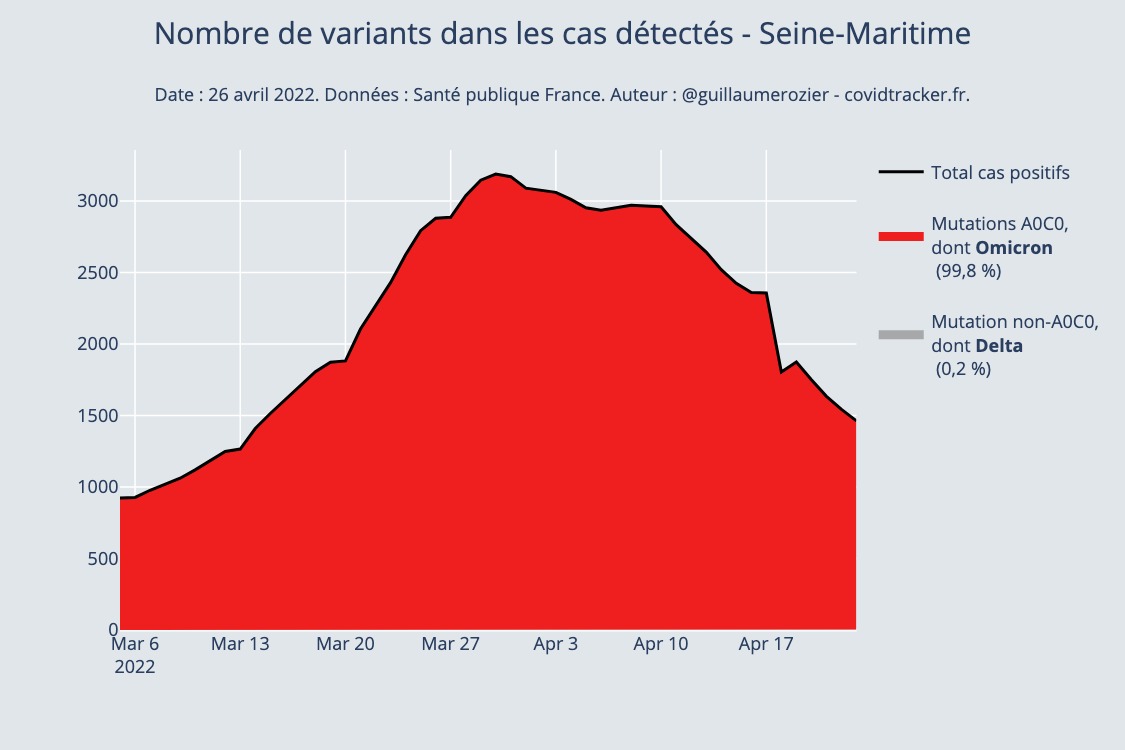 Nombre de variants dans les cas détectés - Seine-Maritime
Date : 26 avril 2022. Données : Santé publique France. Auteur : @guillaumerozier - covidtracker.fr.
Total cas positifs
Mutations A0C0,
dont Omicron
(99,8 %)
Mutation non-A0C0,
dont Delta
(0,2 %)
3000
2500
2000
1500
1000
500
0
Mar 6 Mar 13 Mar 20 Mar 27 Apr 3 Apr 10 Apr 17
2022